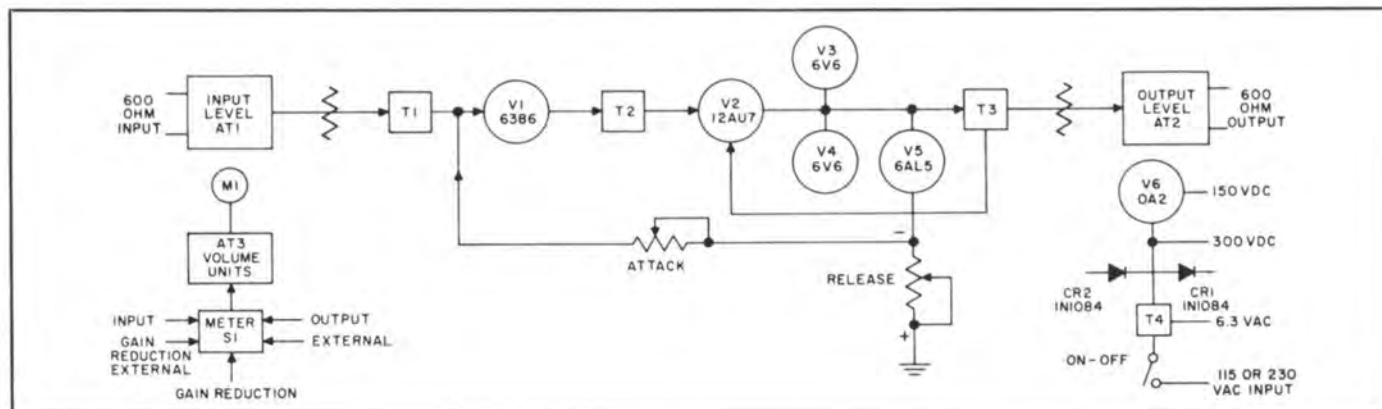 600
OHM
INPUT
INPUT
LEVEL
AT1
T1
V1
6386
T2
V2
12AU7
V3
6V6
V4
6V6
V5
6AL5
T3
OUTPUT
LEVEL
AT2
600
OHM
OUTPUT
ATTACK
−
RELEASE
+
M1
AT3
VOLUME
UNITS
METER
S1
INPUT
GAIN
REDUCTION
EXTERNAL
OUTPUT
EXTERNAL
GAIN REDUCTION
V6
OA2
150 VDC
300 VDC
CR2
IN1084
CR1
IN1084
T4
6.3 VAC
ON-OFF
115 OR 230
VAC INPUT